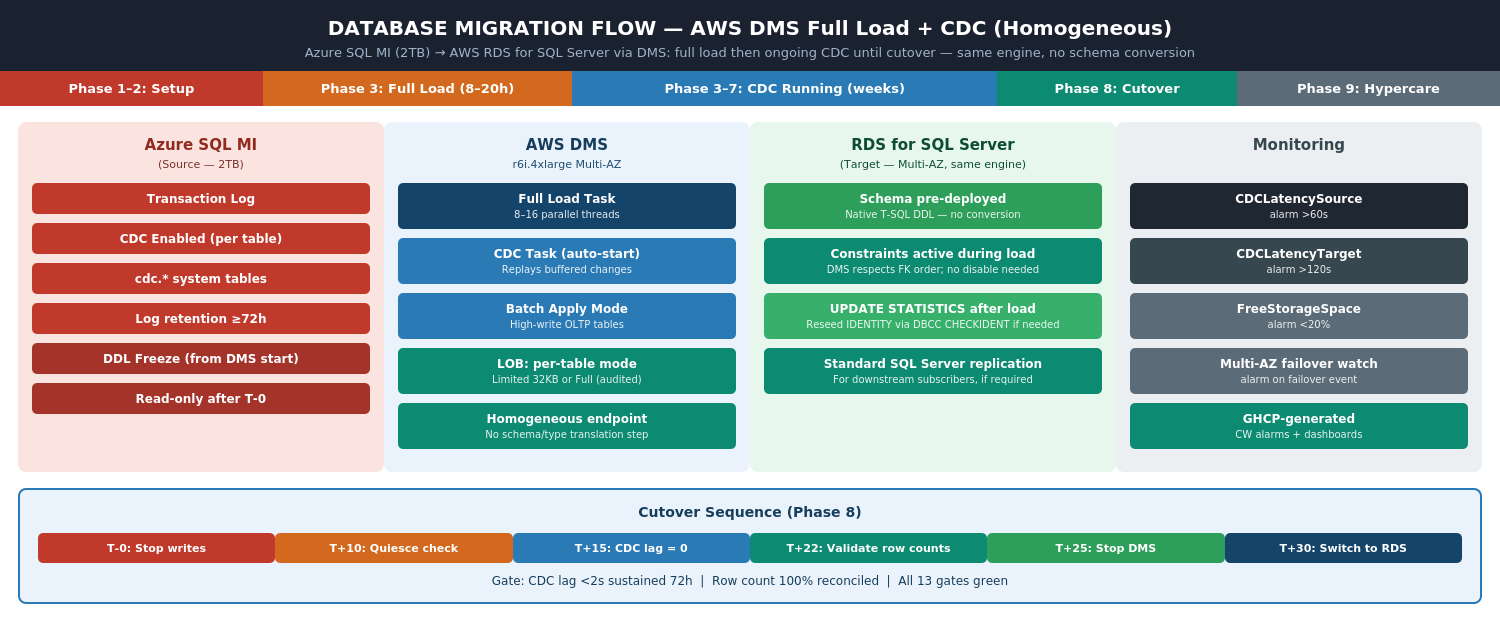 DATABASE MIGRATION FLOW — AWS DMS Full Load + CDC (Homogeneous)
Azure SQL MI (2TB) → AWS RDS for SQL Server via DMS: full load then ongoing CDC until cutover — same engine, no schema conversion
Phase 1–2: Setup
Phase 3: Full Load (8–20h)
Phase 3–7: CDC Running (weeks)
Phase 8: Cutover
Phase 9: Hypercare
Azure SQL MI
(Source — 2TB)
Transaction Log
CDC Enabled (per table)
cdc.* system tables
Log retention ≥72h
DDL Freeze (from DMS start)
Read-only after T-0
AWS DMS
r6i.4xlarge Multi-AZ
Full Load Task
8–16 parallel threads
CDC Task (auto-start)
Replays buffered changes
Batch Apply Mode
High-write OLTP tables
LOB: per-table mode
Limited 32KB or Full (audited)
Homogeneous endpoint
No schema/type translation step
RDS for SQL Server
(Target — Multi-AZ, same engine)
Schema pre-deployed
Native T-SQL DDL — no conversion
Constraints active during load
DMS respects FK order; no disable needed
UPDATE STATISTICS after load
Reseed IDENTITY via DBCC CHECKIDENT if needed
Standard SQL Server replication
For downstream subscribers, if required
Monitoring
CDCLatencySource
alarm >60s
CDCLatencyTarget
alarm >120s
FreeStorageSpace
alarm <20%
Multi-AZ failover watch
alarm on failover event
GHCP-generated
CW alarms + dashboards
Cutover Sequence (Phase 8)
T-0: Stop writes
T+10: Quiesce check
T+15: CDC lag = 0
T+22: Validate row counts
T+25: Stop DMS
T+30: Switch to RDS
Gate: CDC lag <2s sustained 72h | Row count 100% reconciled | All 13 gates green